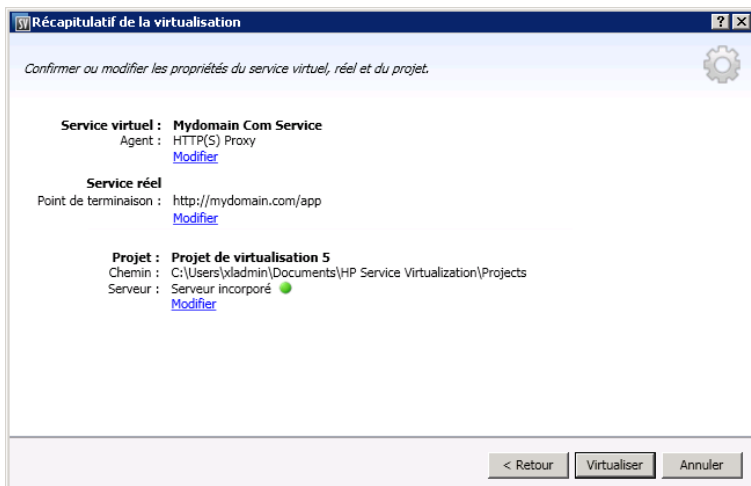 SV Récapitulatif de la virtualisation ? X
Confirmer ou modifier les propriétés du service virtuel, réel et du projet.
Service virtuel : Mydomain Com Service
Agent : HTTP(S) Proxy
Modifier
Service réel
Point de terminaison : http://mydomain.com/app
Modifier
Projet : Projet de virtualisation 5
Chemin : C:\Users\xladmin\Documents\HP Service Virtualization\Projects
Serveur : Serveur incorporé
Modifier
< Retour Virtualiser Annuler